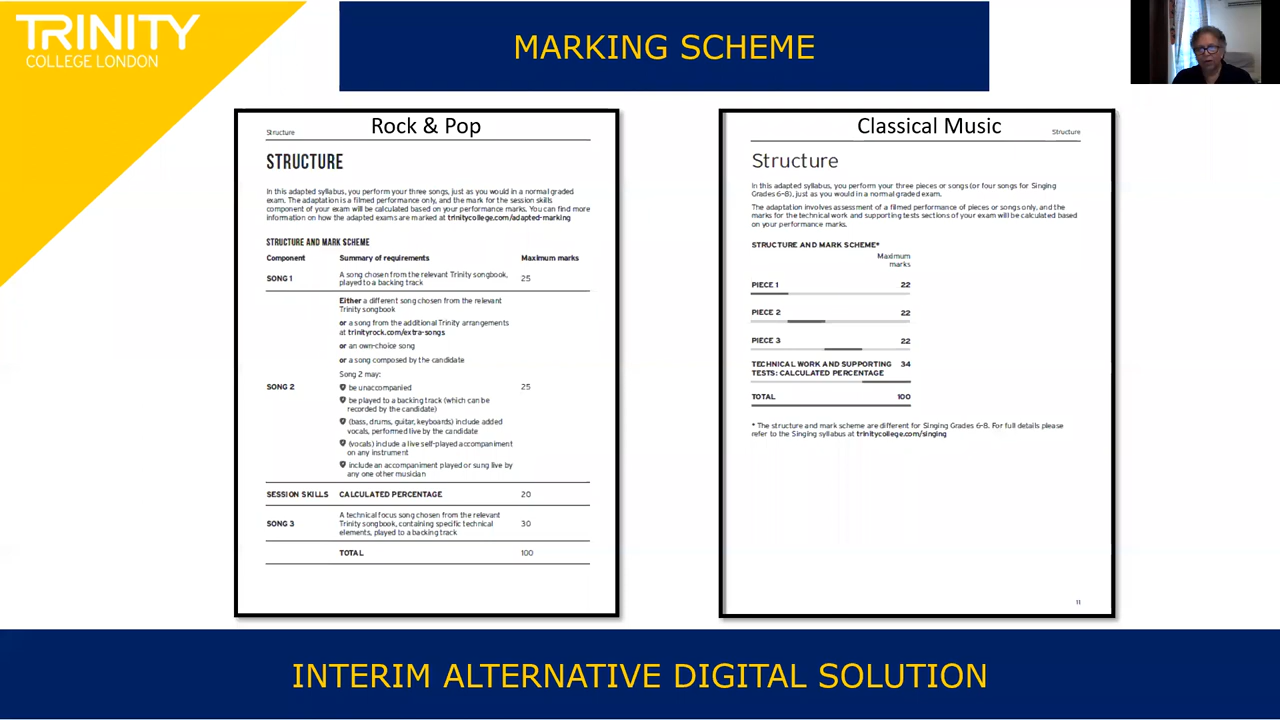 TRINITY
COLLEGE LONDON
MARKING SCHEME
Structure
Rock & Pop
STRUCTURE
In this adapted syllabus, you perform your three songs, just as you would in a normal graded
exam. The adaptation is a filmed performance only, and the mark for the session skills
component of your exam will be calculated based on your performance marks. You can find more
information on how the adapted exams are marked at trinitycollege.com/adapted-marking
STRUCTURE AND MARK SCHEME
Component Summary of requirements Maximum marks
SONG 1 A song chosen from the relevant Trinity songbook, 25
played to a backing track
Either a different song chosen from the relevant
Trinity songbook
or a song from the additional Trinity arrangements
at trinityrock.com/extra-songs
or an own-choice song
or a song composed by the candidate
Song 2 may:
SONG 2 be unaccompanied 25
be played to a backing track (which can be
recorded by the candidate)
(bass, drums, guitar, keyboards) include added
vocals, performed live by the candidate
(vocals) include a live self-played accompaniment
on any instrument
include an accompaniment played or sung live by
any one other musician
SESSION SKILLS CALCULATED PERCENTAGE 20
A technical focus song chosen from the relevant
SONG 3 Trinity songbook, containing specific technical 30
elements, played to a backing track
TOTAL 100
Classical Music
Structure
Structure
In this adapted syllabus, you perform your three pieces or songs (or four songs for Singing
Grades 6-8), just as you would in a normal graded exam.
The adaptation involves assessment of a filmed performance of pieces or songs only, and the
marks for the technical work and supporting tests sections of your exam will be calculated based
on your performance marks.
STRUCTURE AND MARK SCHEME*
Maximum
marks
PIECE 1 22
PIECE 2 22
PIECE 3 22
TECHNICAL WORK AND SUPPORTING 34
TESTS: CALCULATED PERCENTAGE
TOTAL 100
* The structure and mark scheme are different for Singing Grades 6-8. For full details please
refer to the Singing syllabus at trinitycollege.com/singing
11
INTERIM ALTERNATIVE DIGITAL SOLUTION